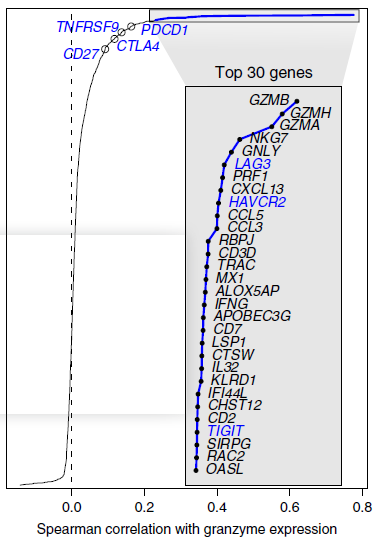 TNFRSF9
PDCD1
CTLA4
CD27
Top 30 genes
GZMB
GZMH
GZMA
NKG7
GNLY
LAG3
PRF1
CXCL13
HAVCR2
CCL5
CCL3
RBPJ
CD3D
TRAC
MX1
ALOX5AP
IFNG
APOBEC3G
CD7
LSP1
CTSW
IL32
KLRD1
IFI44L
CHST12
CD2
TIGIT
SIRPG
RAC2
OASL
0.0 0.2 0.4 0.6 0.8
Spearman correlation with granzyme expression